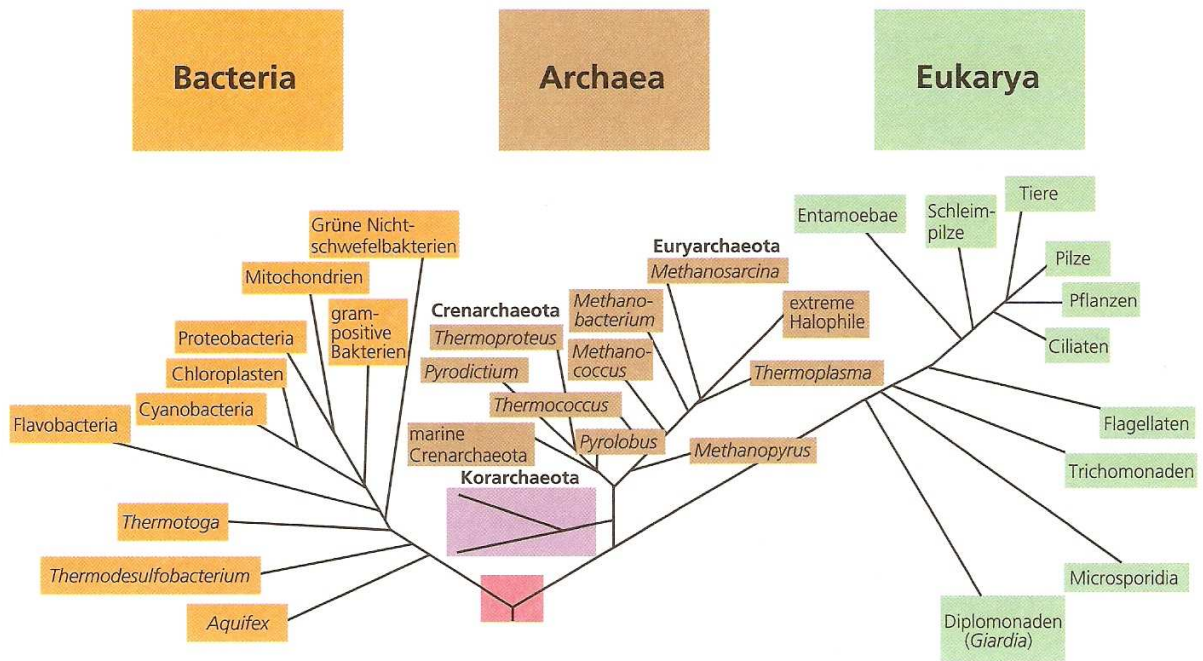 Bacteria
Archaea
Eukarya
Grüne Nicht-
schwefelbakterien
Mitochondrien
gram-
positive
Bakterien
Proteobacteria
Chloroplasten
Cyanobacteria
Flavobacteria
Thermotoga
Thermodesulfobacterium
Aquifex
Crenarchaeota
Thermoproteus
Pyrodictium
Thermococcus
marine
Crenarchaeota
Pyrolobus
Korarchaeota
Euryarchaeota
Methanosarcina
Methano-
bacterium
Methano-
coccus
extreme
Halophile
Thermoplasma
Methanopyrus
Entamoebae
Schleim-
pilze
Tiere
Pilze
Pflanzen
Ciliaten
Flagellaten
Trichomonaden
Microsporidia
Diplomonaden
(Giardia)